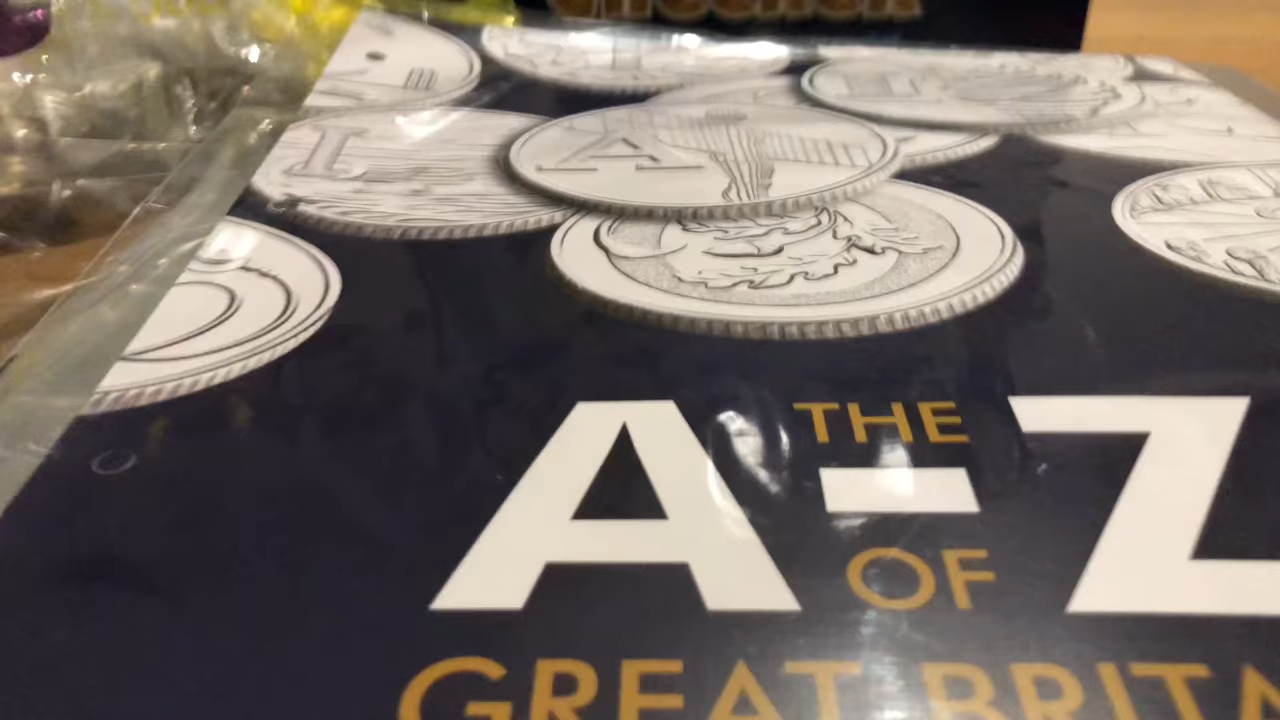 I
A
THE
A-Z
OF
GREAT BRITA